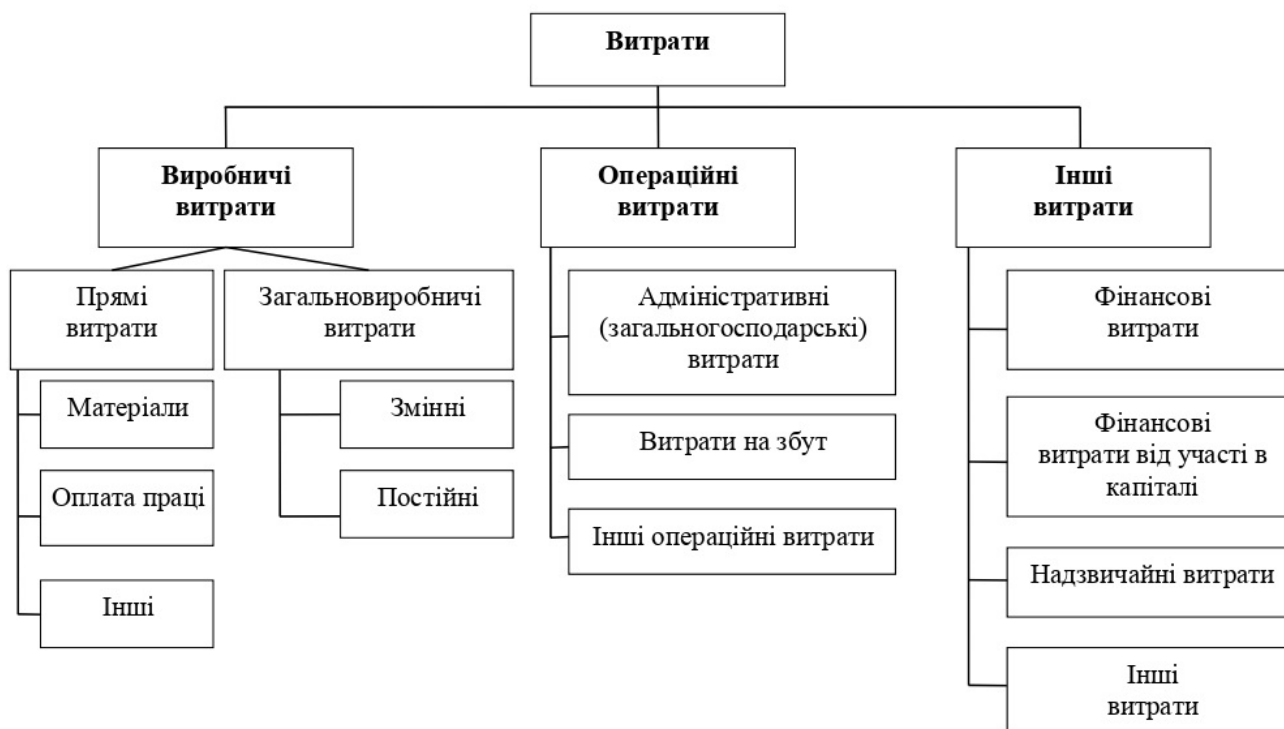 Витрати
Виробничі
витрати
Операційні
витрати
Інші
витрати
Прямі
витрати
Загальновиробничі
витрати
Адміністративні
(загальногосподарські)
витрати
Фінансові
витрати
Матеріали
Змінні
Витрати на збут
Фінансові
витрати від участі в
капіталі
Оплата праці
Постійні
Інші операційні витрати
Надзвичайні витрати
Інші
Інші
витрати